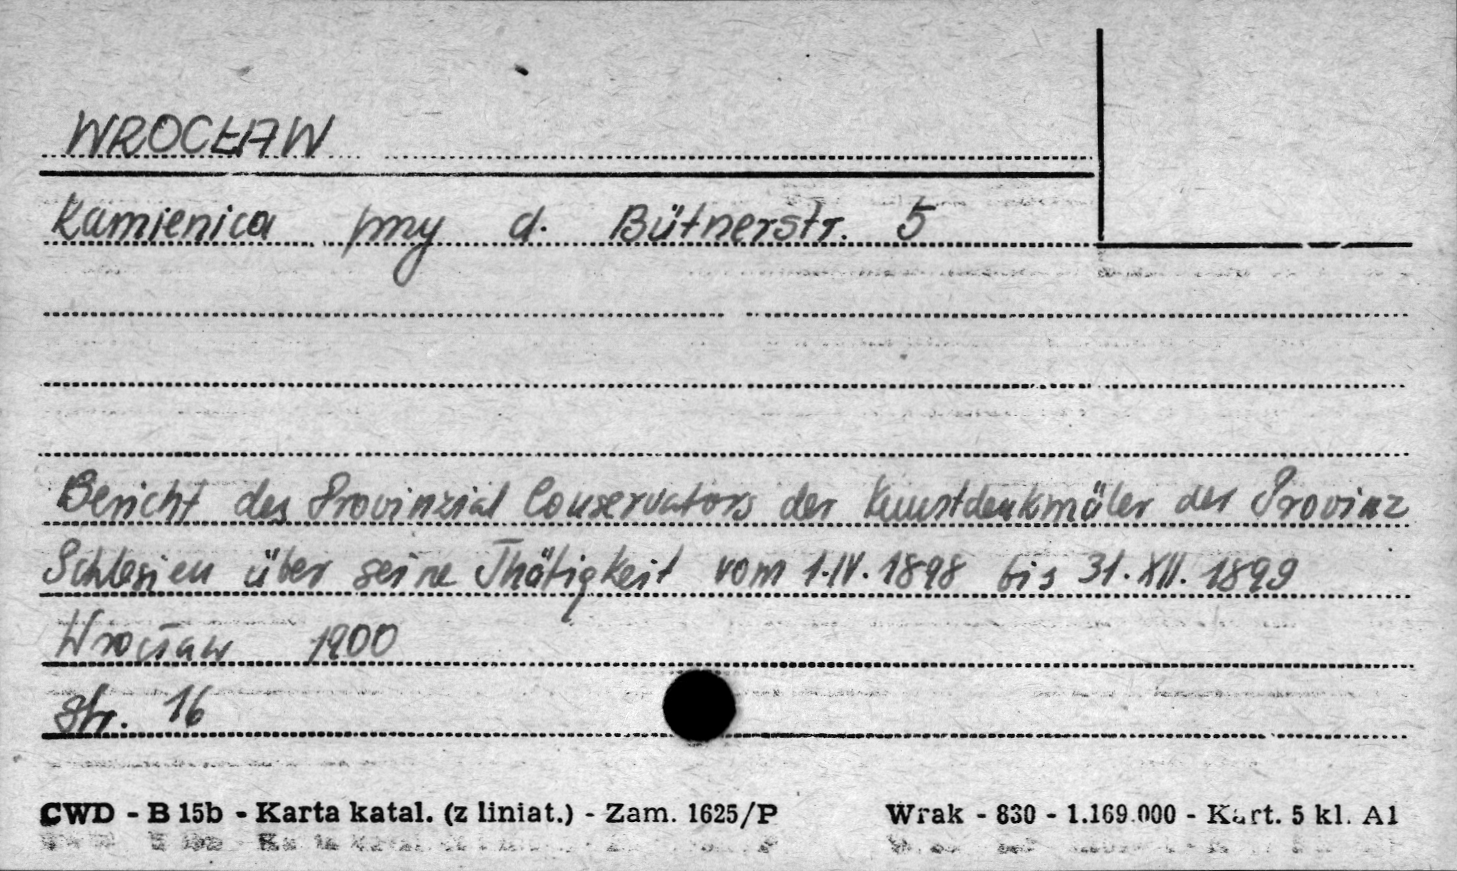 WROCŁAW
Kamienica przy d. Bütnerstr. 5
Bericht des Provinzial Conservators der Kunstdenkmäler der Provinz
Schlesien über seine Thätigkeit vom 1.IV.1898 bis 31.XII.1899
Wrocław 1900
str. 16
CWD - B 15b - Karta katal. (z liniat.) - Zam. 1625/P Wrak - 830 - 1.169.000 - Kart. 5 kl. A1